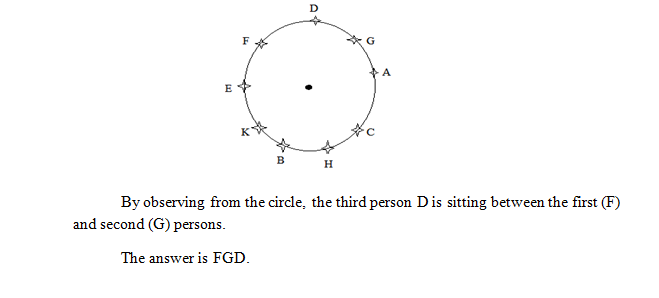 D
F
G
A
E
K
C
B
H
By observing from the circle, the third person D is sitting between the first (F)
and second (G) persons.
The answer is FGD.